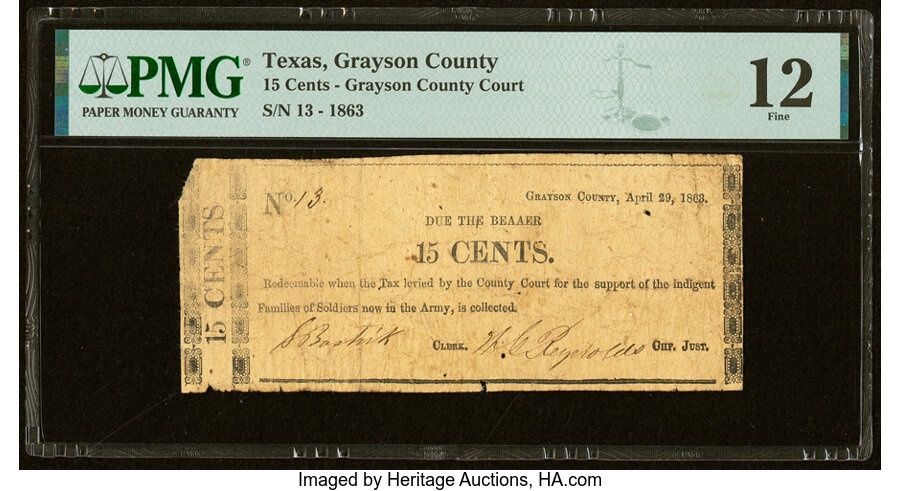 PMG®
PAPER MONEY GUARANTY
Texas, Grayson County
15 Cents - Grayson County Court
S/N 13 - 1863
12
Fine
15 CENTS
No. 13.
GRAYSON COUNTY, April 29, 1863.
DUE THE BEAAER
15 CENTS.
Redeemable when the Tax levied by the County Court for the support of the indigent
Families of Soldiers now in the Army, is collected.
S Bostick CLERK. W C Reynolds CHF. JUST.
Imaged by Heritage Auctions, HA.com